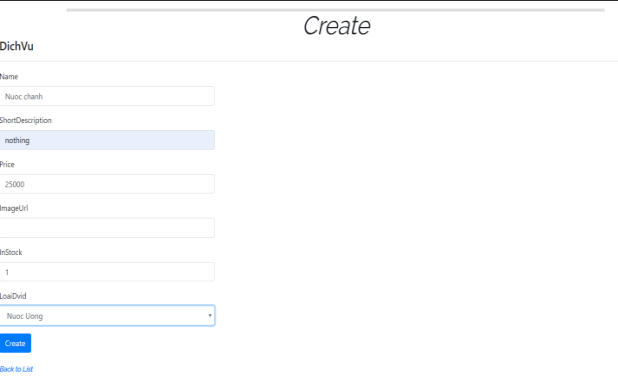 Create
DichVu
Name
Nuoc chanh
ShortDescription
nothing
Price
25000
ImageUrl
InStock
1
LoaiDvid
Nuoc Uong
Create
Back to List